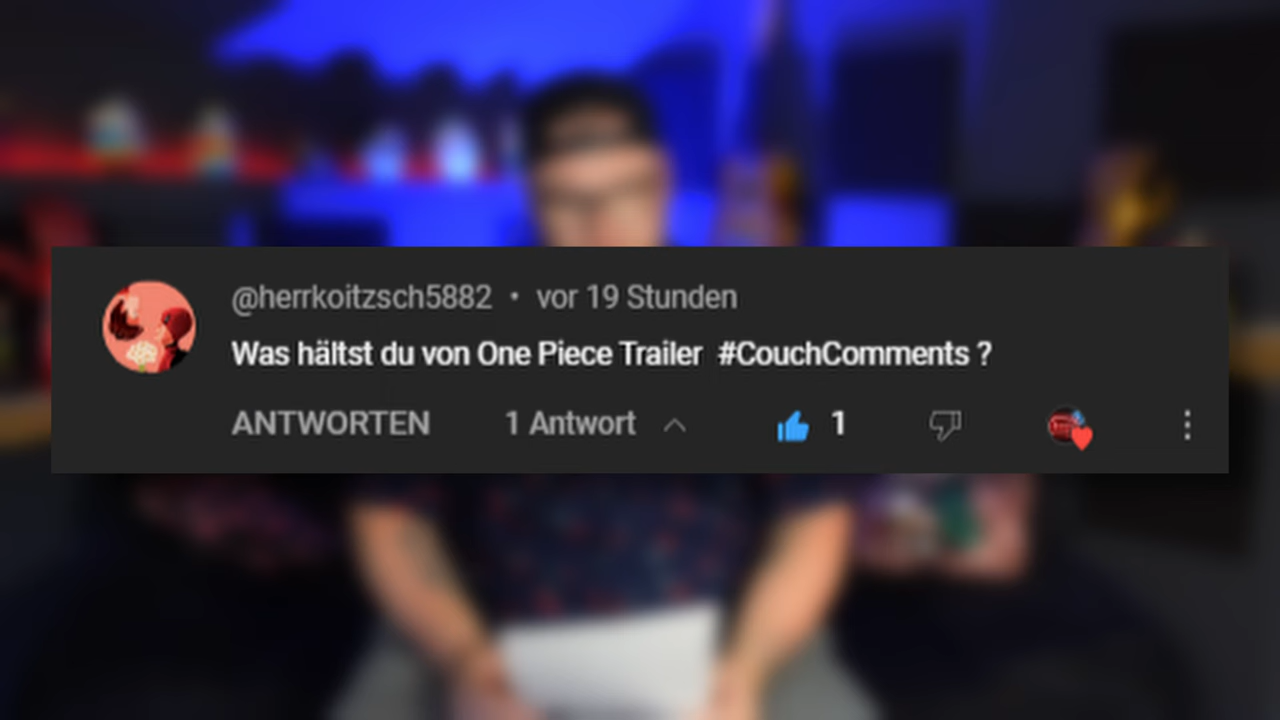 @herrkoitzsch5882 • vor 19 Stunden
Was hältst du von One Piece Trailer #CouchComments ?
ANTWORTEN 1 Antwort 1